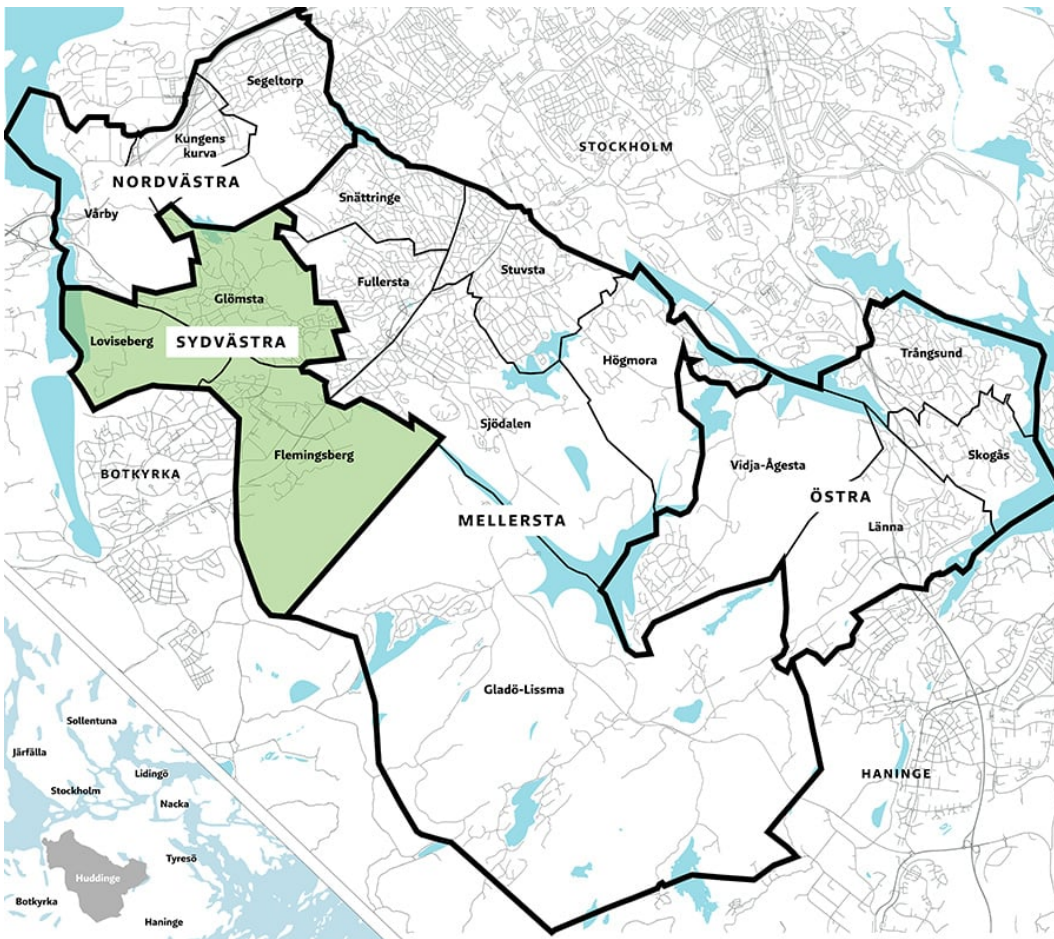 Segeltorp
Kungens
kurva
STOCKHOLM
NORDVÄSTRA
Snättringe
Vårby
Stuvsta
Fullersta
Glömsta
Loviseberg
SYDVÄSTRA
Högmora
Trångsund
Sjödalen
Flemingsberg
Skogås
Vidja-Ågesta
BOTKYRKA
ÖSTRA
MELLERSTA
Länna
Gladö-Lissma
HANINGE
Sollentuna
Järfälla
Lidingö
Stockholm
Nacka
Tyresö
Huddinge
Botkyrka
Haninge